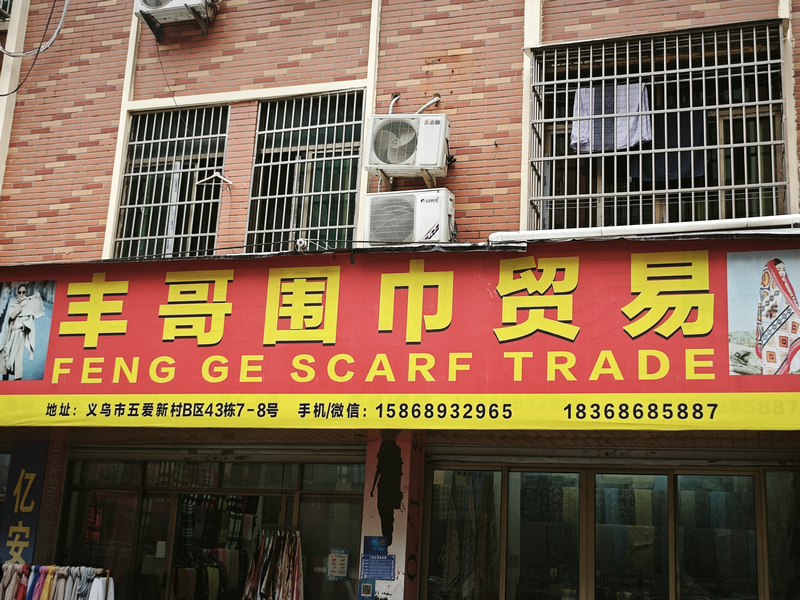 丰哥围巾贸易
FENG GE SCARF TRADE
地址：义乌市五爱新村B区43栋7-8号 手机/微信：15868932965 18368685887
GREE
亿安